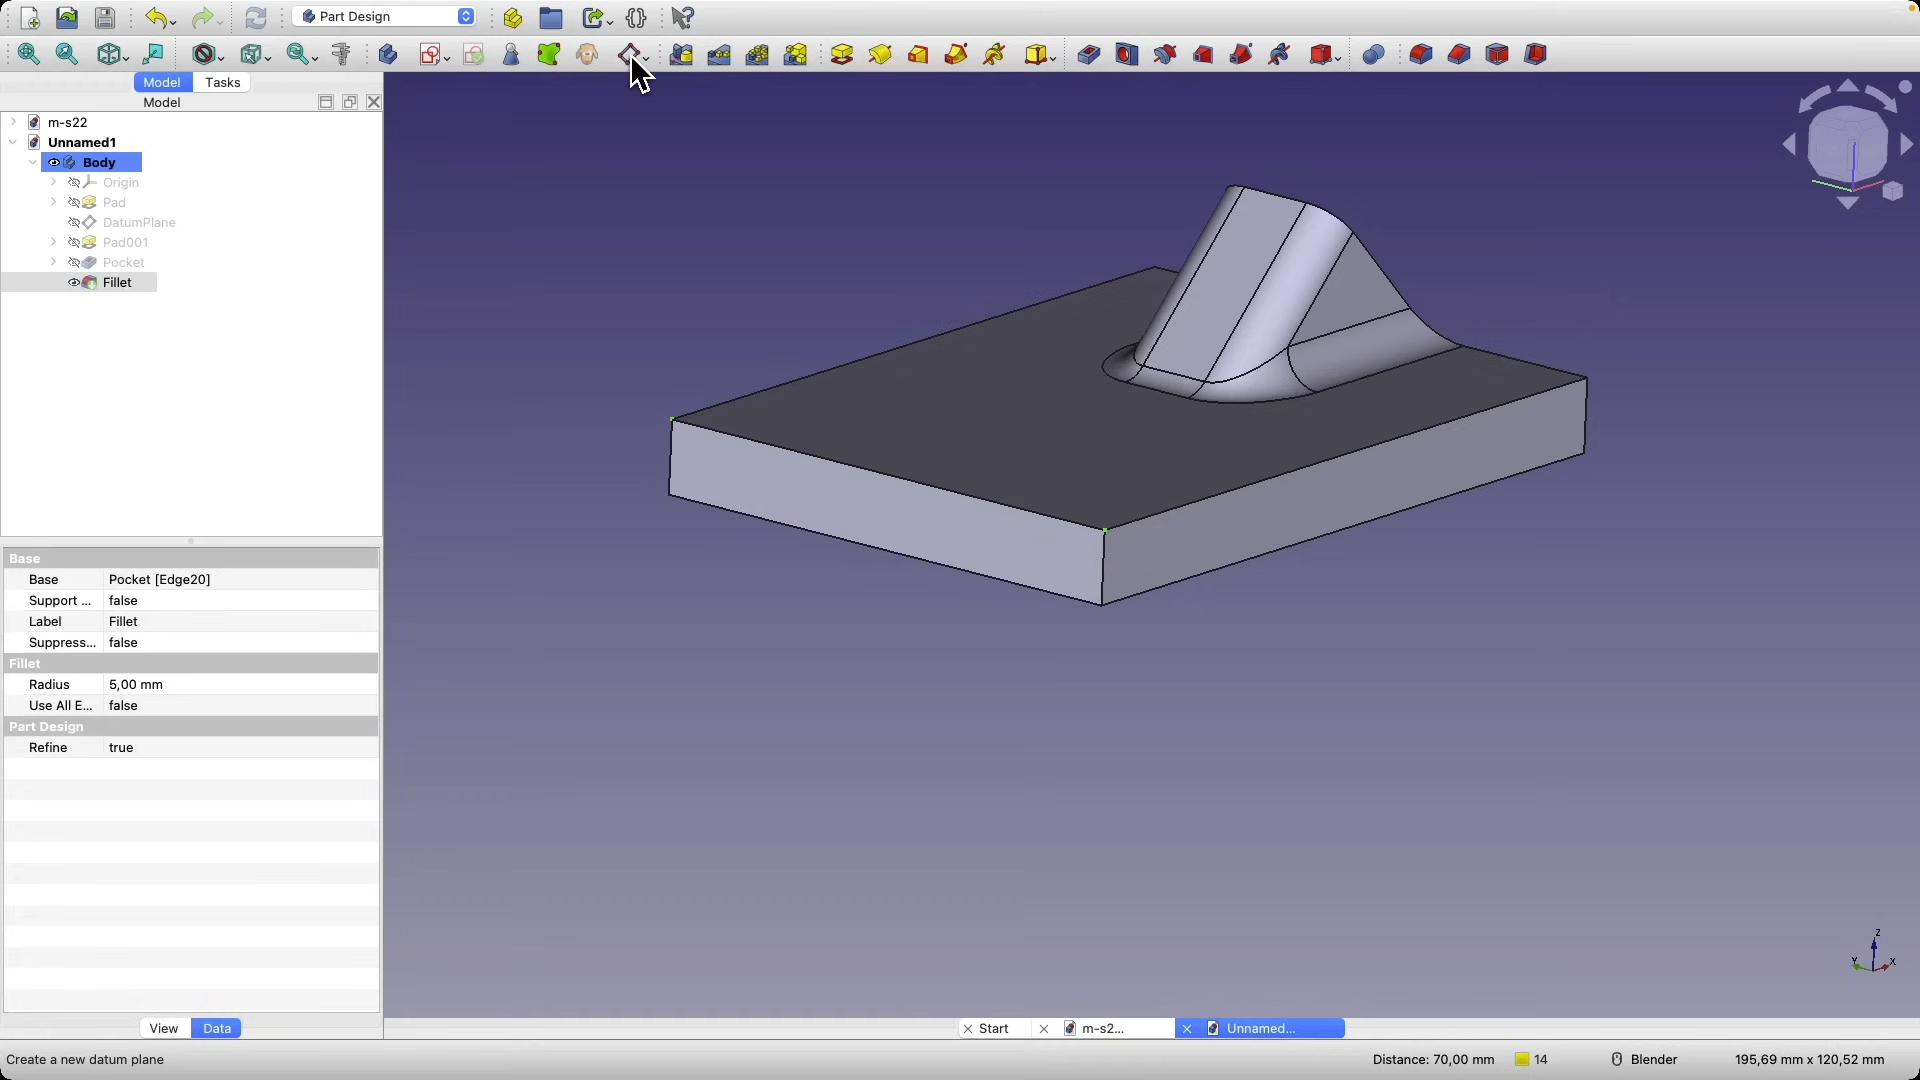 Part Design
Model
Tasks
Model
m-s22
Unnamed1
Body
Origin
Pad
DatumPlane
Pad001
Pocket
Fillet
Base
Base Pocket [Edge20]
Support ... false
Label Fillet
Suppress... false
Fillet
Radius 5,00 mm
Use All E... false
Part Design
Refine true
View
Data
Start
m-s2...
Unnamed...
Z
Y
X
Create a new datum plane
Distance: 70,00 mm
14
Blender
195,69 mm x 120,52 mm